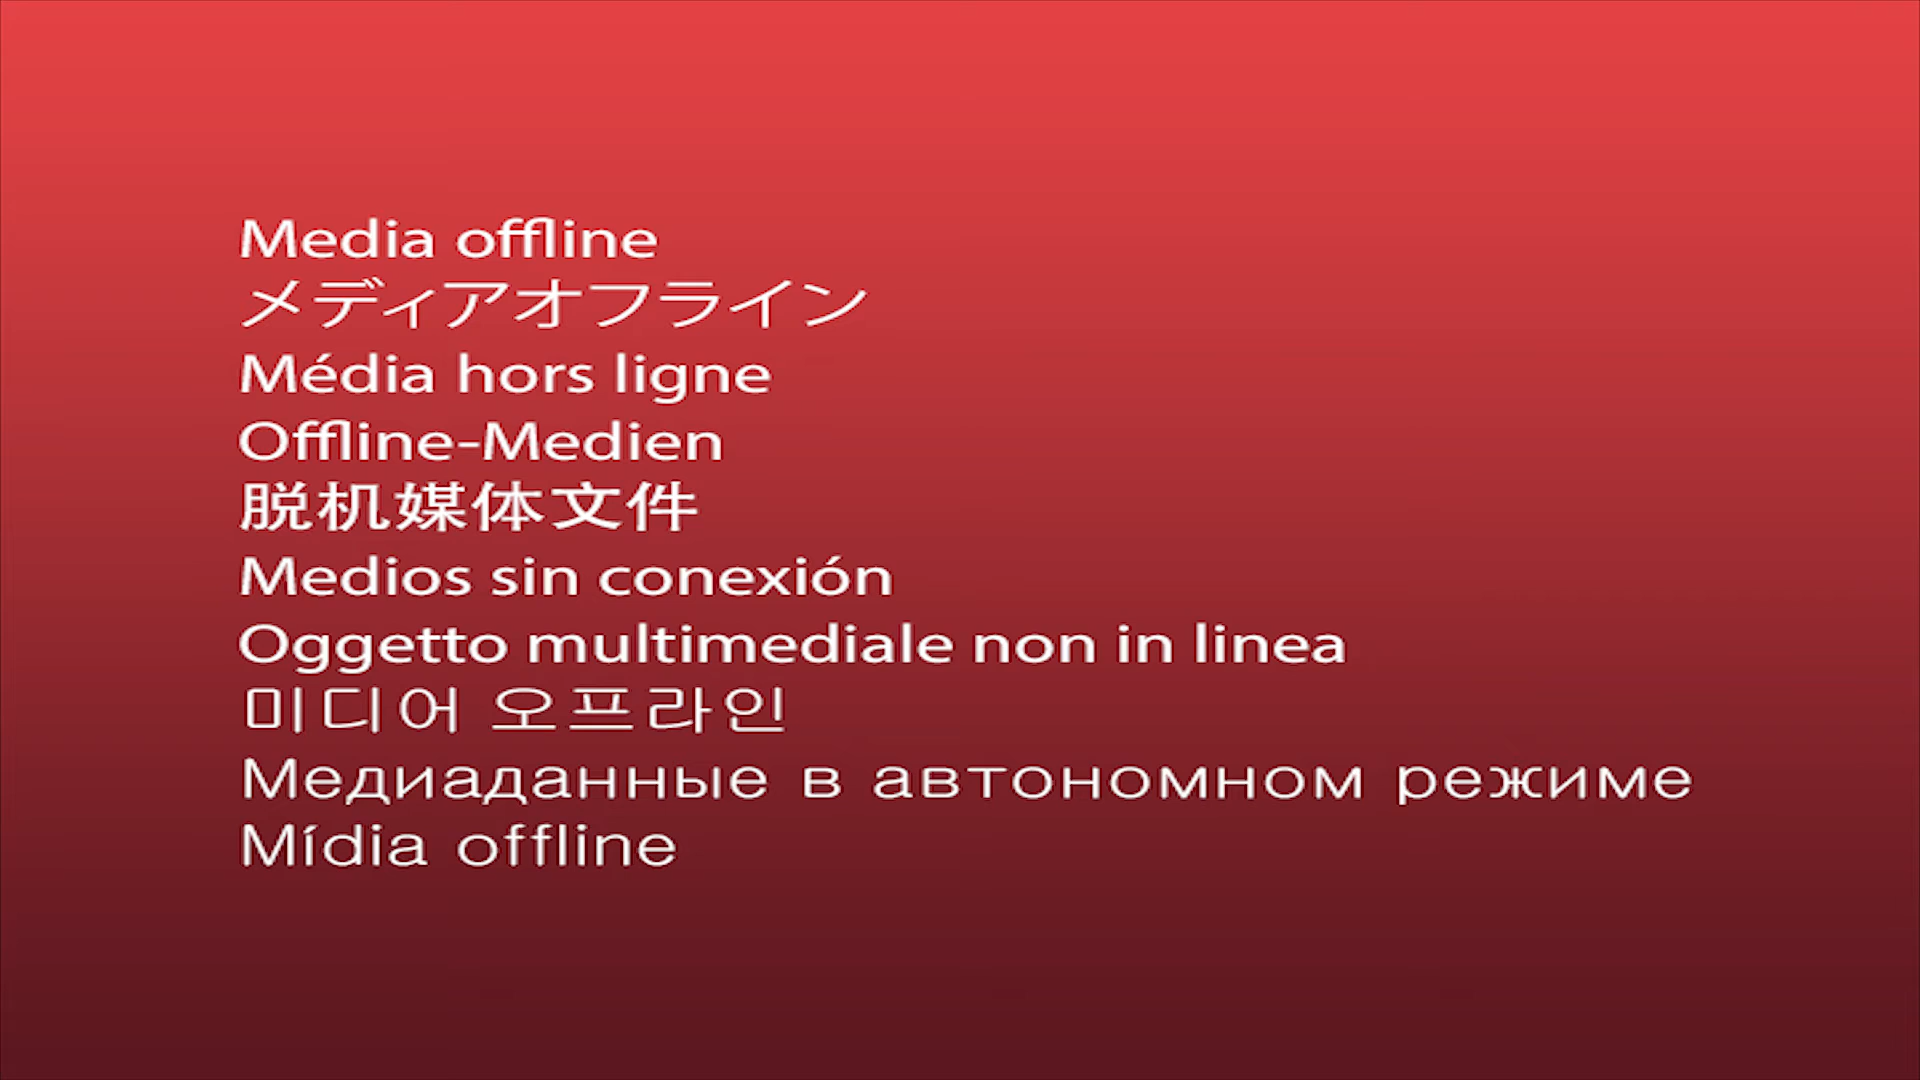 Media offline
メディアオフライン
Média hors ligne
Offline-Medien
脱机媒体文件
Medios sin conexión
Oggetto multimediale non in linea
미디어 오프라인
Медиаданные в автономном режиме
Mídia offline